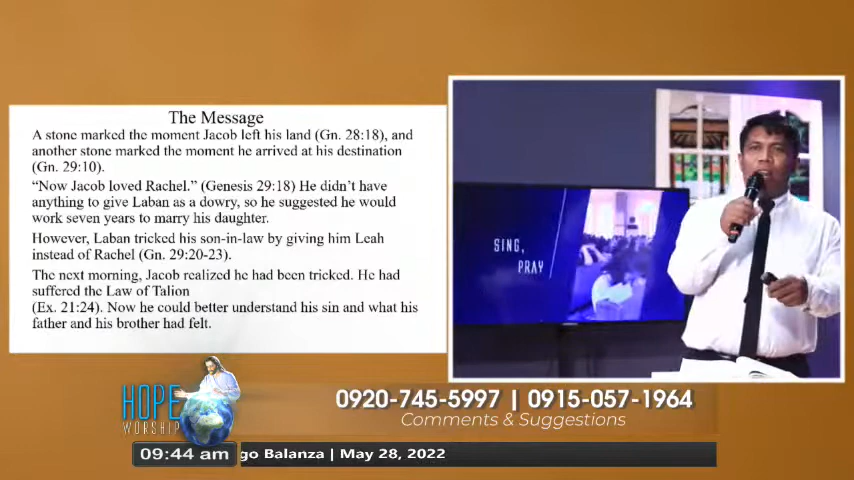 The Message
A stone marked the moment Jacob left his land (Gn. 28:18), and
another stone marked the moment he arrived at his destination
(Gn. 29:10).
“Now Jacob loved Rachel.” (Genesis 29:18) He didn’t have
anything to give Laban as a dowry, so he suggested he would
work seven years to marry his daughter.
However, Laban tricked his son-in-law by giving him Leah
instead of Rachel (Gn. 29:20-23).
The next morning, Jacob realized he had been tricked. He had
suffered the Law of Talion
(Ex. 21:24). Now he could better understand his sin and what his
father and his brother had felt.
SING,
PRAY
HOPE
WORSHIP
0920-745-5997 | 0915-057-1964
Comments & Suggestions
09:44 am
go Balanza | May 28, 2022